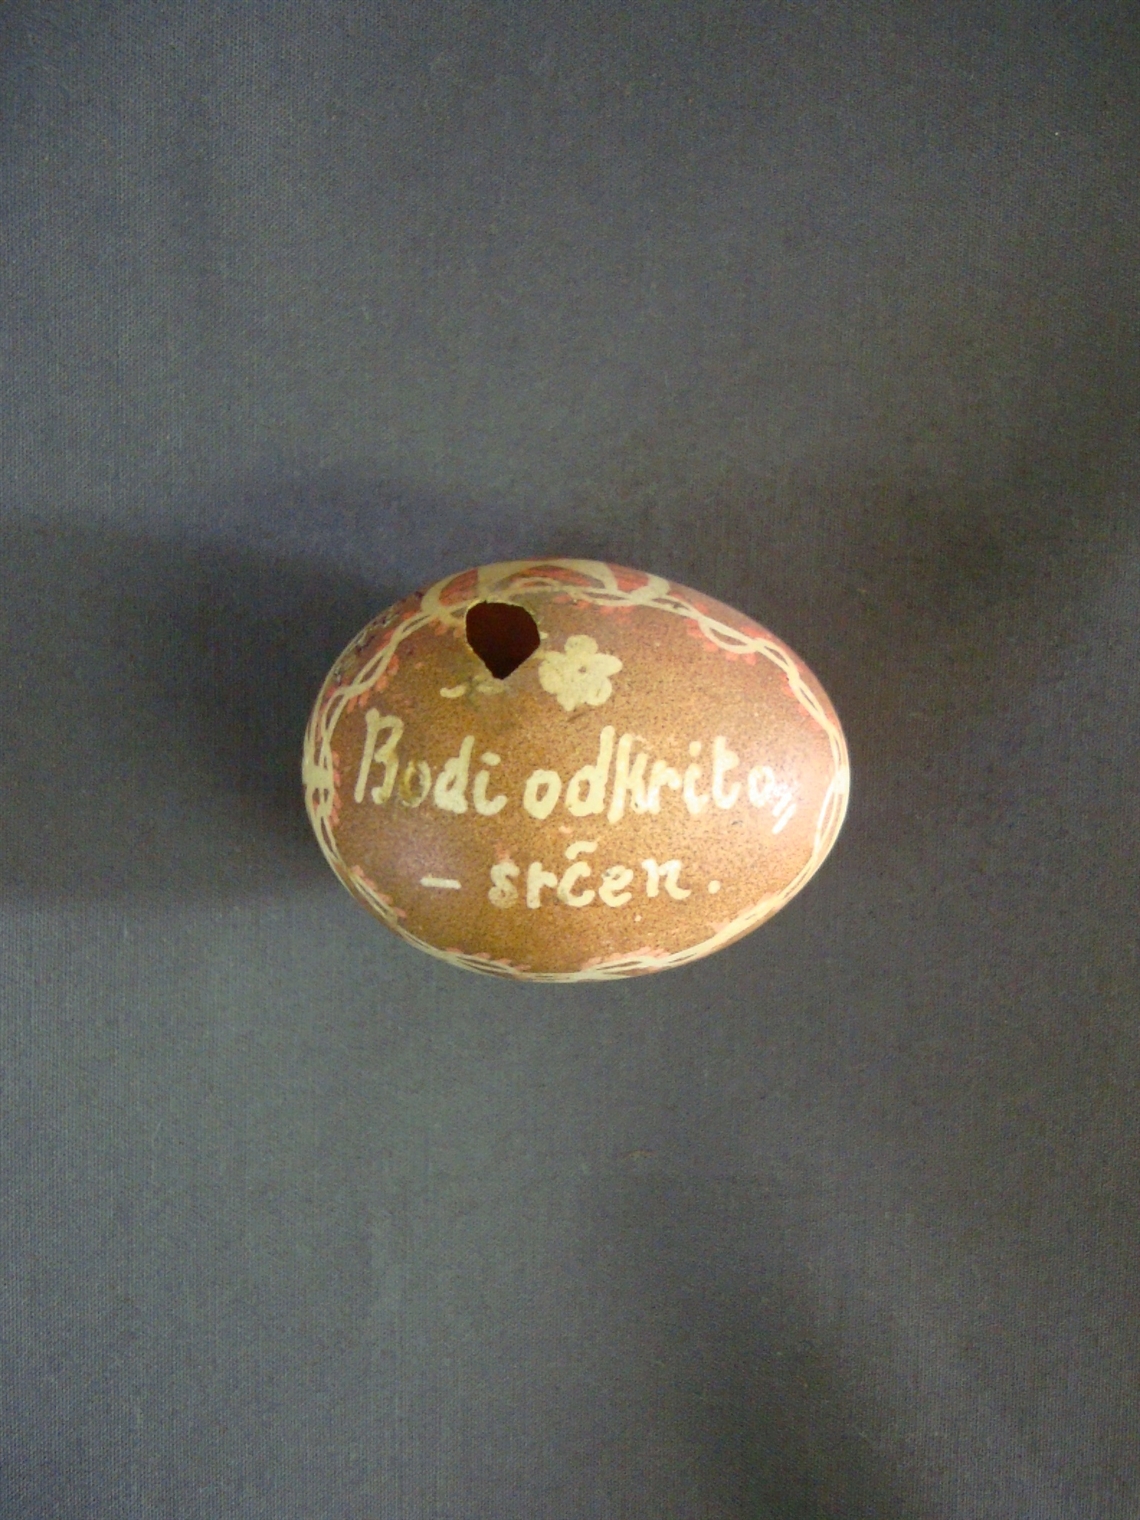 Bodi odkrito,
– srčen.